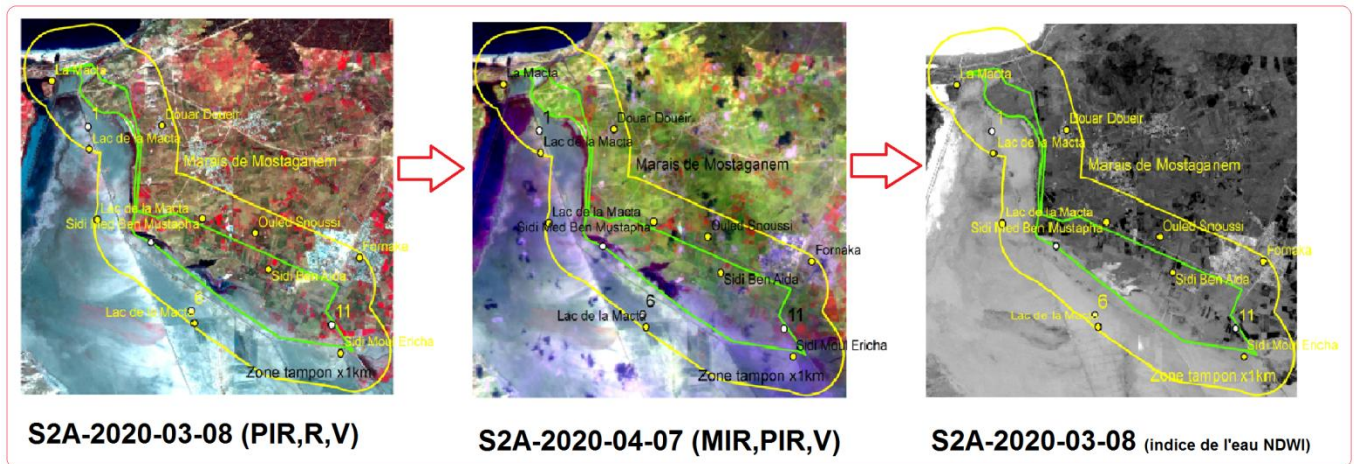 La Macta
1
Douar Doueir
Lac de la Macta
Marais de Mostaganem
Lac de la Macta
Sidi Med Ben Mustapha
Ouled Snoussi
Fornaka
Sidi Ben Aida
6
Lac de la Macta
11
Sidi Moul Ericha
Zone tampon x1km
S2A-2020-03-08 (PIR,R,V)
La Macta
1
Douar Doueir
Lac de la Macta
Marais de Mostaganem
Lac de la Macta
Sidi Med Ben Mustapha
Ouled Snoussi
Fornaka
Sidi Ben Aida
6
Lac de la Macta
11
Sidi Moul Ericha
Zone tampon x1km
S2A-2020-04-07 (MIR,PIR,V)
La Macta
1
Douar Doueir
Lac de la Macta
Marais de Mostaganem
Lac de la Macta
Sidi Med Ben Mustapha
Ouled Snoussi
Fornaka
Sidi Ben Aida
6
Lac de la Macta
11
Sidi Moul Ericha
Zone tampon x1km
S2A-2020-03-08 (indice de l'eau NDWI)